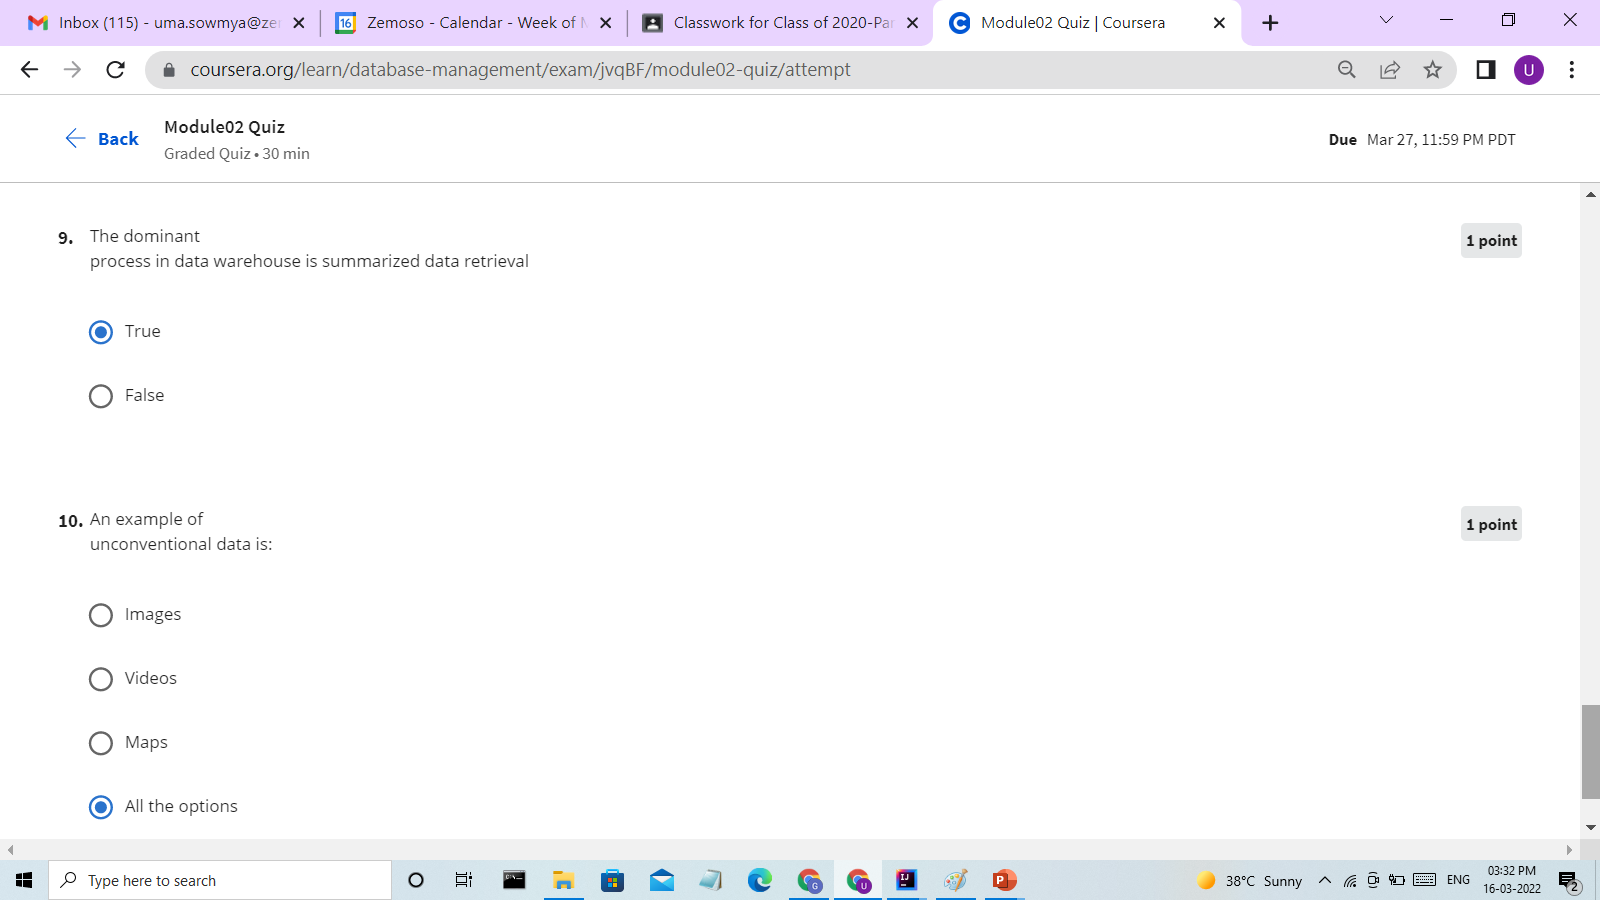 Inbox (115) - uma.sowmya@ze
Zemoso - Calendar - Week of
Classwork for Class of 2020-Par
Module02 Quiz | Coursera
coursera.org/learn/database-management/exam/jvqBF/module02-quiz/attempt
U
Back
Module02 Quiz
Graded Quiz • 30 min
Due Mar 27, 11:59 PM PDT
9. The dominant
process in data warehouse is summarized data retrieval
1 point
True
False
10. An example of
unconventional data is:
1 point
Images
Videos
Maps
All the options
Type here to search
38°C Sunny
ENG
03:32 PM
16-03-2022
2